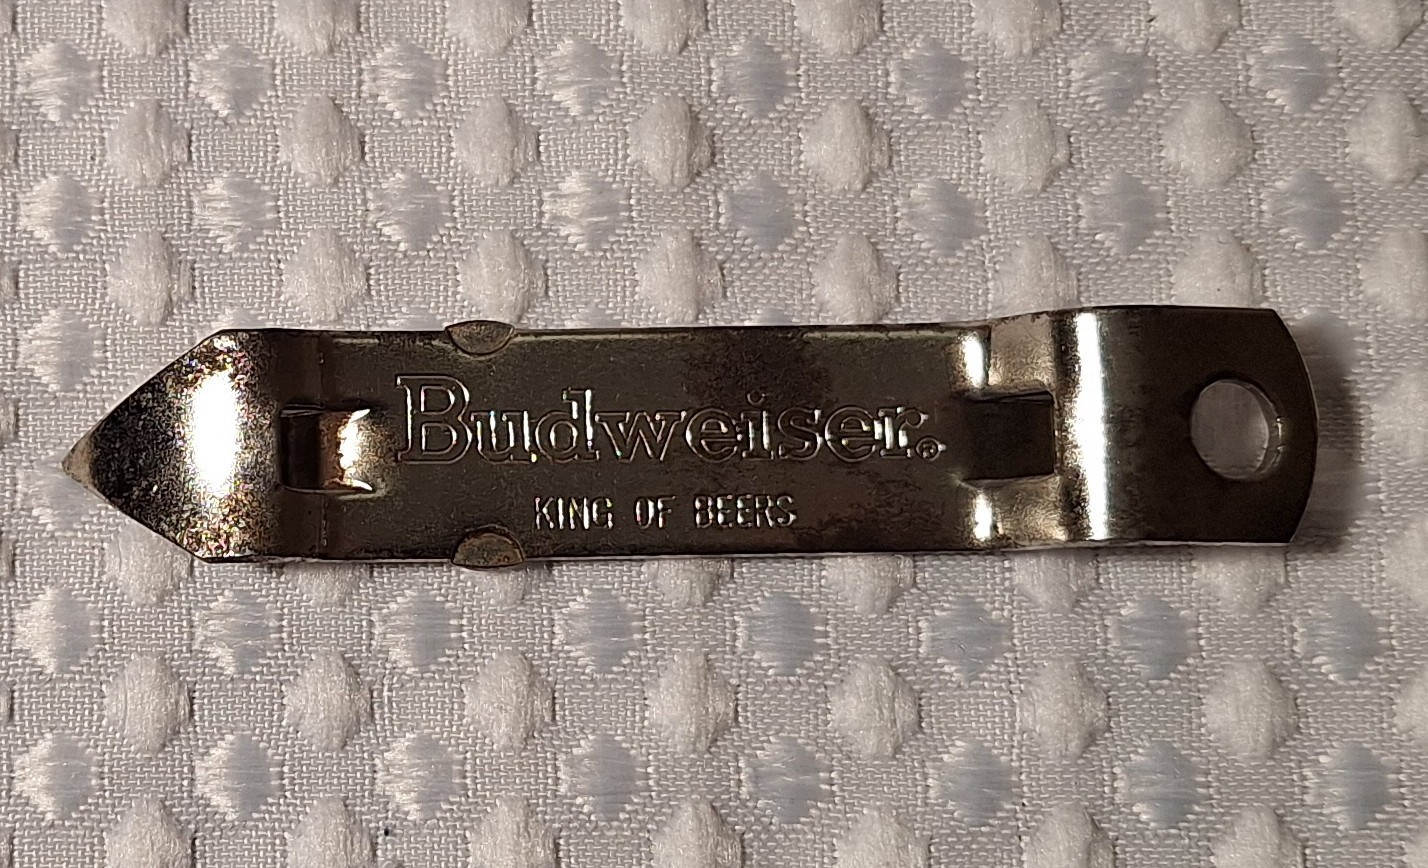 Budweiser®
KING OF BEERS